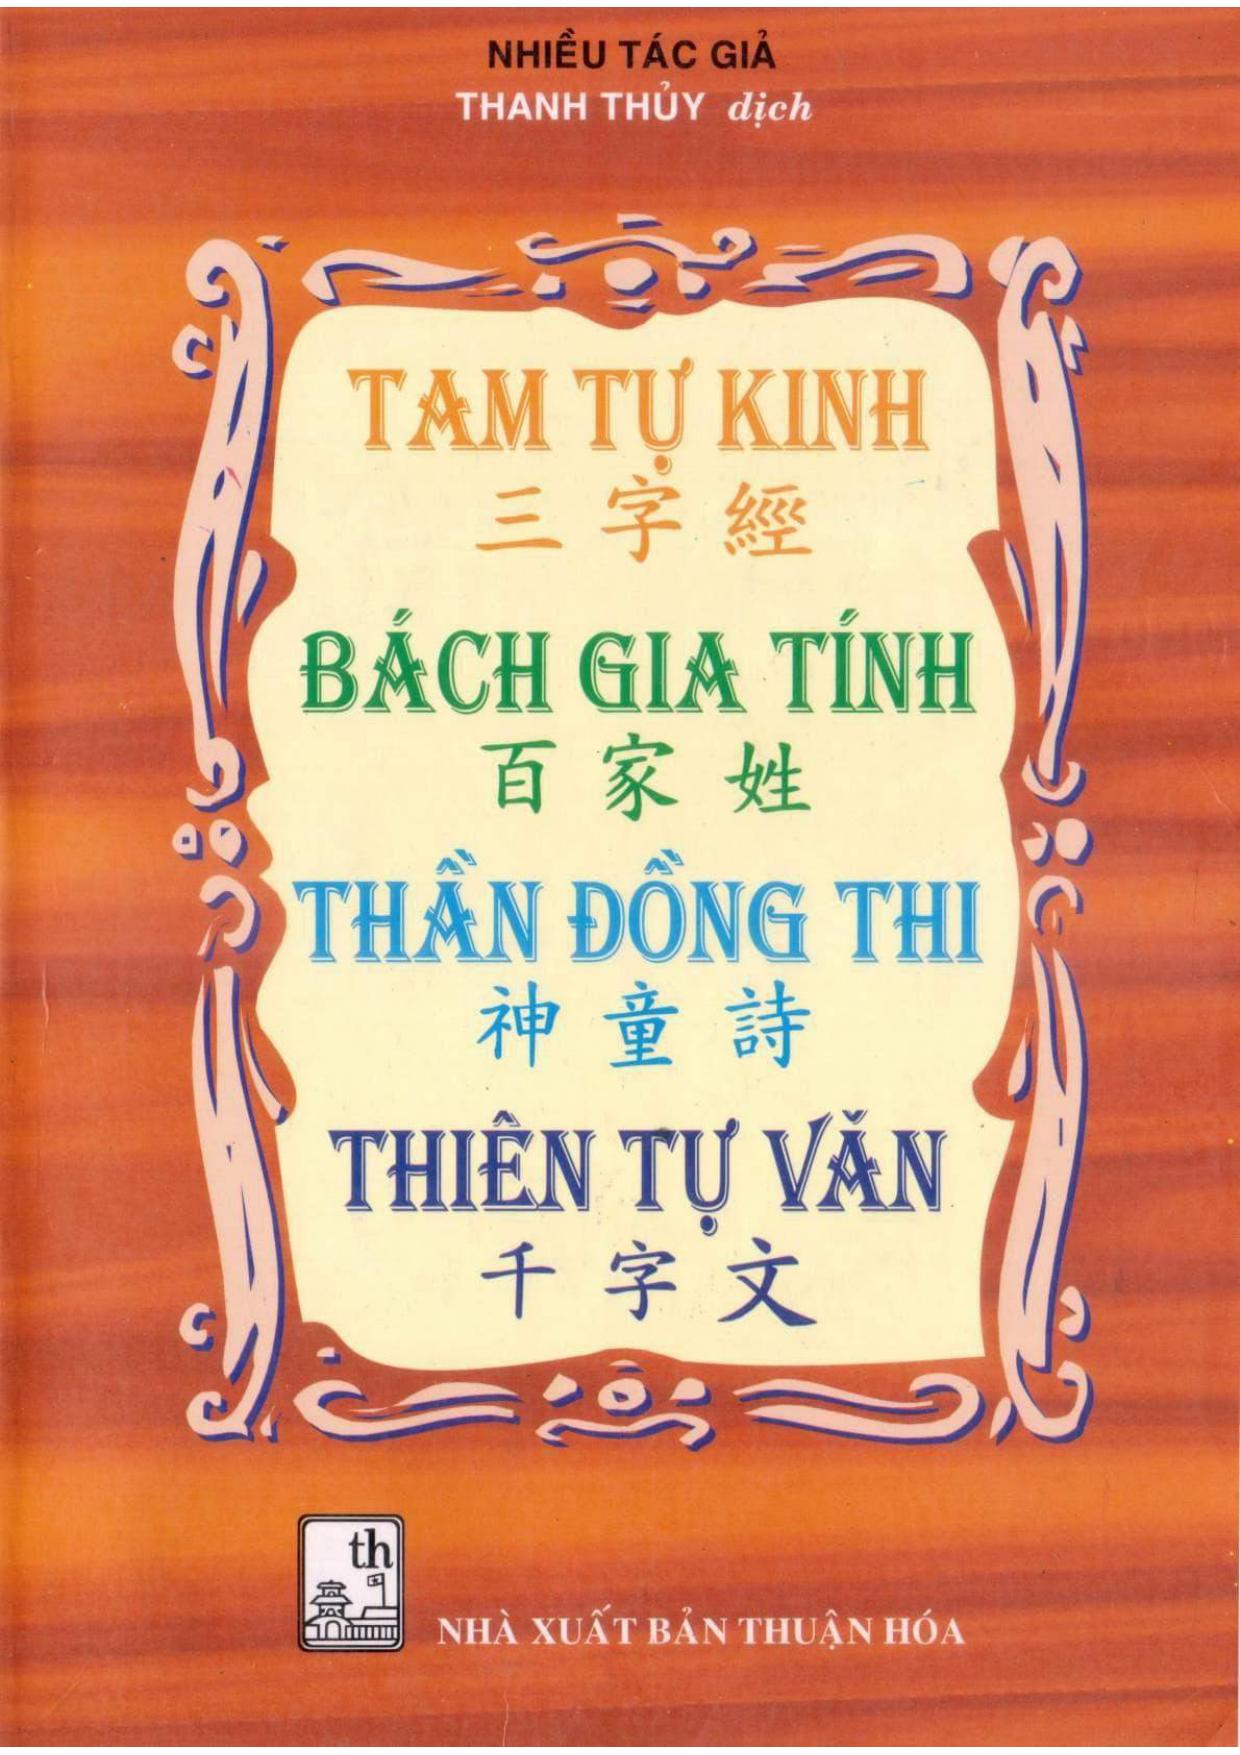 NHIỀU TÁC GIẢ
THANH THỦY dịch
TAM TỰ KINH
三字經
BÁCH GIA TÍNH
百家姓
THẦN ĐỒNG THI
神童詩
THIÊN TỰ VĂN
千字文
th
NHÀ XUẤT BẢN THUẬN HÓA